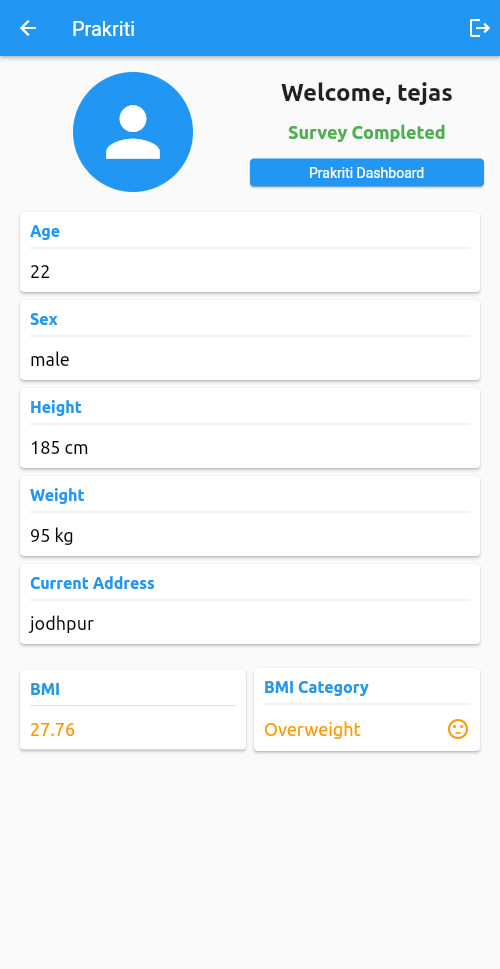 Prakriti
Welcome, tejas
Survey Completed
Prakriti Dashboard
Age
22
Sex
male
Height
185 cm
Weight
95 kg
Current Address
jodhpur
BMI
27.76
BMI Category
Overweight